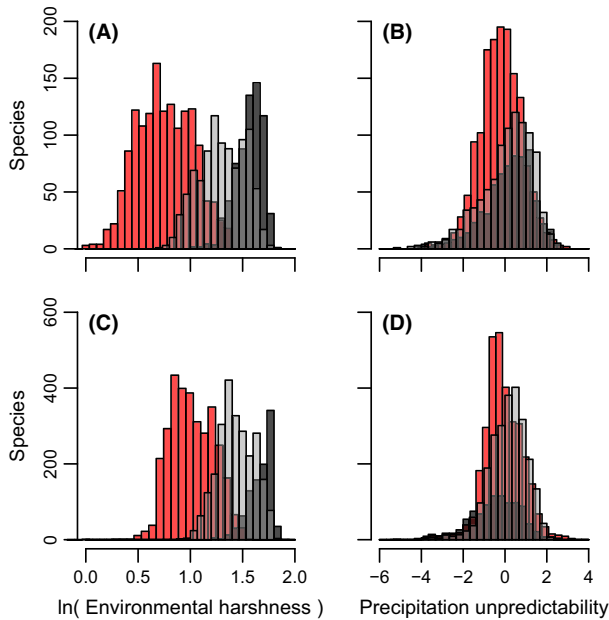 (A)
(B)
Species
0
50
100
150
200
(C)
(D)
Species
0
200
400
600
0.0 0.5 1.0 1.5 2.0
−6 −4 −2 0 2 4
ln( Environmental harshness )
Precipitation unpredictability